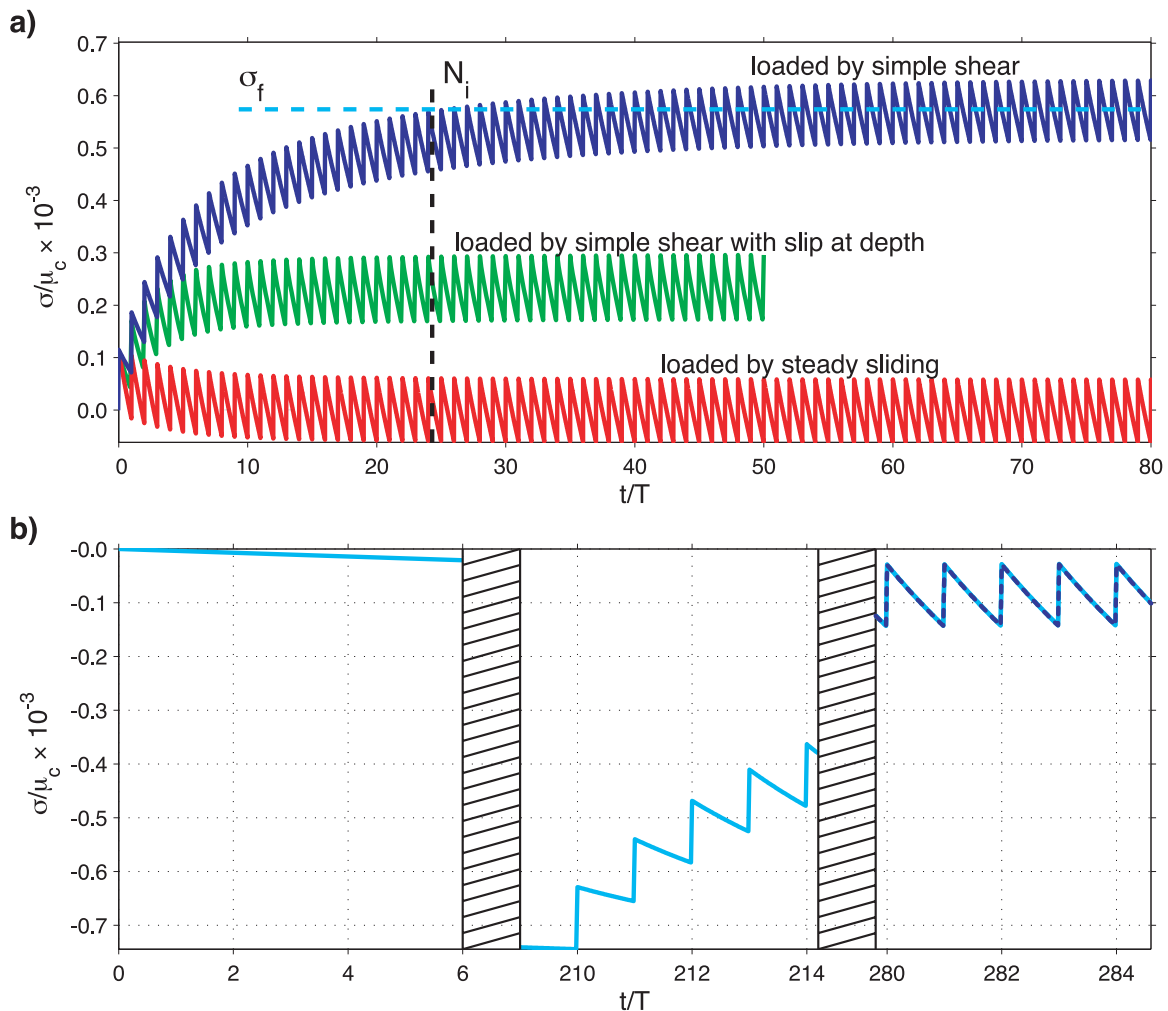 a)
0.7
0.6
0.5
0.4
0.3
0.2
0.1
0.0
σ/μc × 10-3
σf
Ni
loaded by simple shear
loaded by simple shear with slip at depth
loaded by steady sliding
0 10 20 30 40 50 60 70 80
t/T
b)
-0.0
-0.1
-0.2
-0.3
-0.4
-0.5
-0.6
-0.7
σ/μc × 10-3
0 2 4 6 210 212 214 280 282 284
t/T